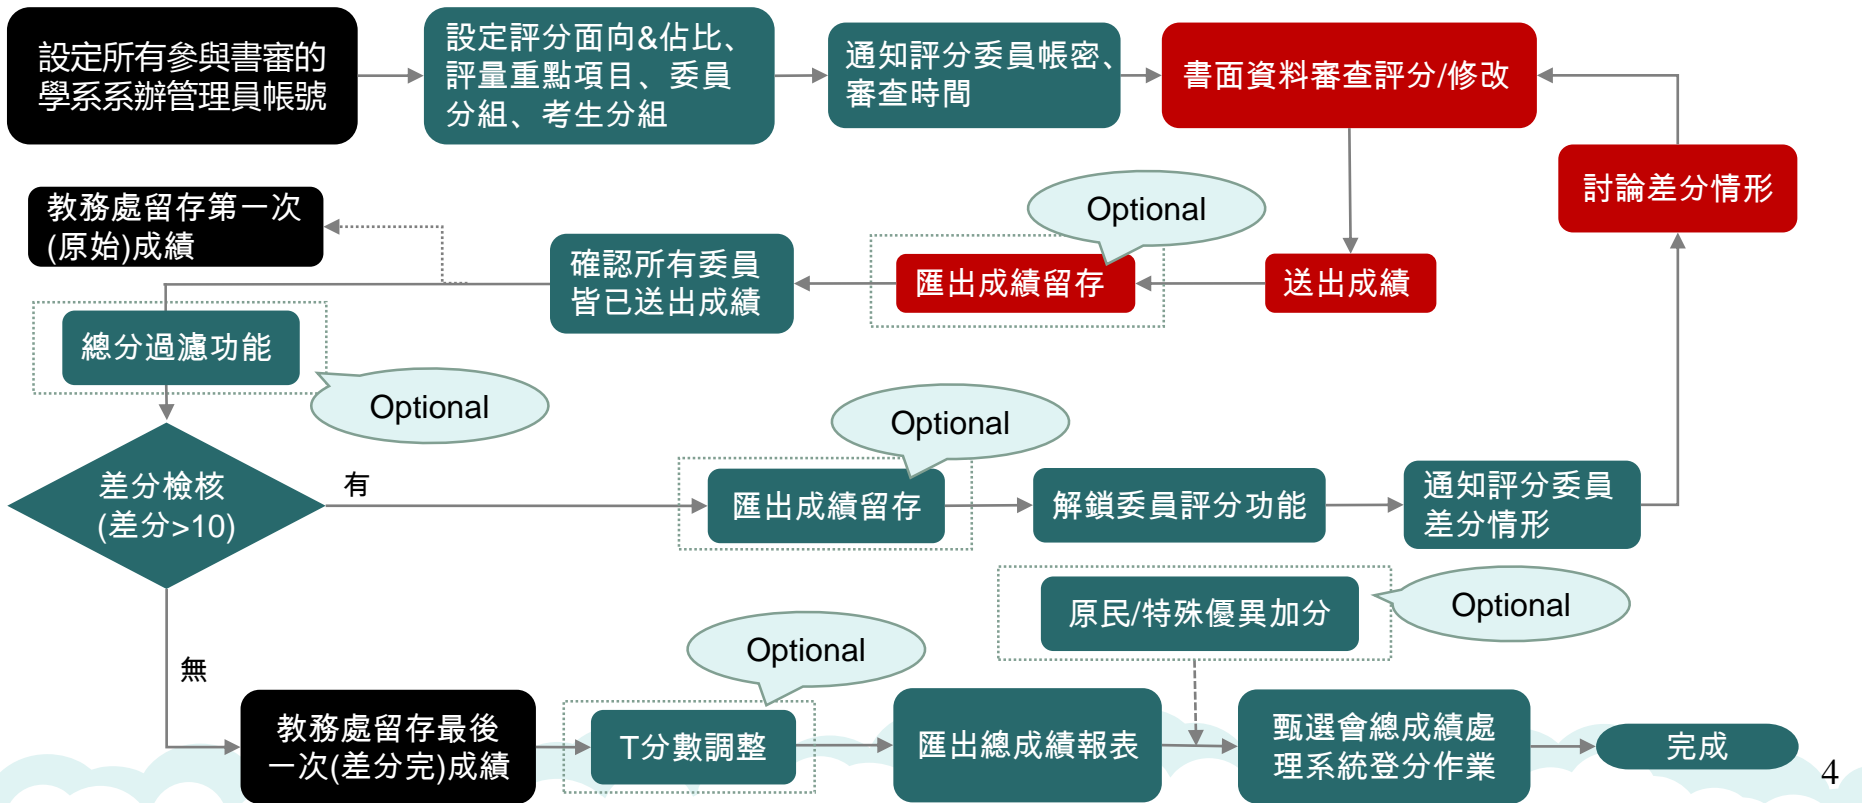 設定所有參與書審的
學系系辦管理員帳號
設定評分面向&佔比、
評量重點項目、委員
分組、考生分組
通知評分委員帳密、
審查時間
書面資料審查評分/修改
討論差分情形
教務處留存第一次
(原始)成績
確認所有委員
皆已送出成績
Optional
匯出成績留存
送出成績
總分過濾功能
Optional
差分檢核
(差分>10)
有
Optional
匯出成績留存
解鎖委員評分功能
通知評分委員
差分情形
原民/特殊優異加分
Optional
無
Optional
教務處留存最後
一次(差分完)成績
T分數調整
匯出總成績報表
甄選會總成績處
理系統登分作業
完成
4